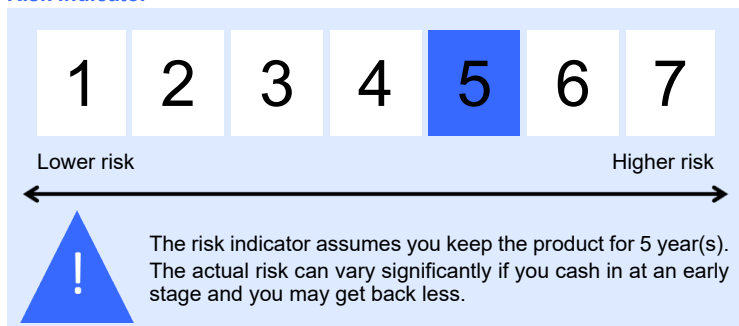 Risk Indicator
1 2 3 4 5 6 7
Lower risk Higher risk
!
The risk indicator assumes you keep the product for 5 year(s).
The actual risk can vary significantly if you cash in at an early
stage and you may get back less.